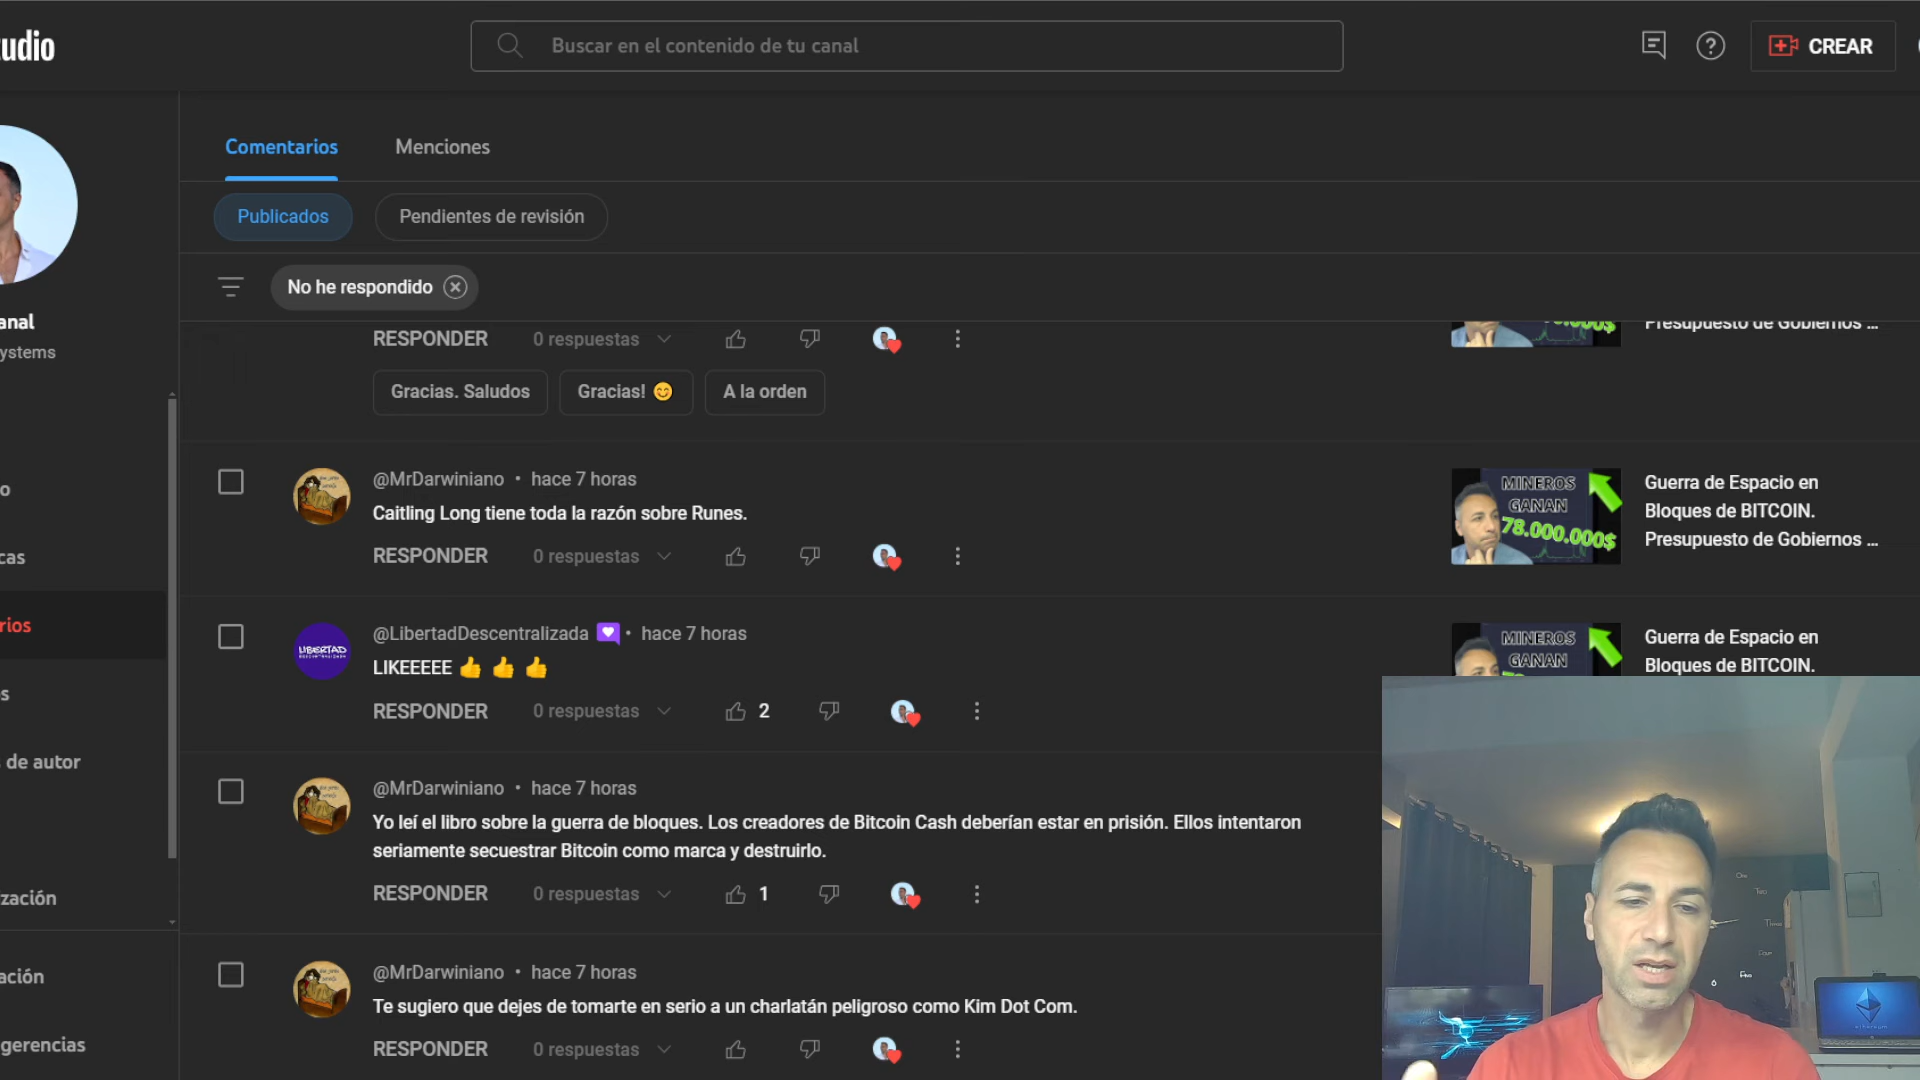 udio
Buscar en el contenido de tu canal
CREAR
Comentarios
Menciones
Publicados
Pendientes de revisión
No he respondido
anal
ystems
o
cas
rios
s
de autor
zación
ación
gerencias
RESPONDER
0 respuestas
Presupuesto de Gobiernos ...
Gracias. Saludos
Gracias! 😊
A la orden
@MrDarwiniano • hace 7 horas
Caitling Long tiene toda la razón sobre Runes.
RESPONDER
0 respuestas
MINEROS
GANAN
78.000.000$
Guerra de Espacio en
Bloques de BITCOIN.
Presupuesto de Gobiernos ...
LIBERTAD
@LibertadDescentralizada • hace 7 horas
LIKEEEEE 👍 👍 👍
RESPONDER
0 respuestas
2
MINEROS
GANAN
Guerra de Espacio en
Bloques de BITCOIN.
@MrDarwiniano • hace 7 horas
Yo leí el libro sobre la guerra de bloques. Los creadores de Bitcoin Cash deberían estar en prisión. Ellos intentaron
seriamente secuestrar Bitcoin como marca y destruirlo.
RESPONDER
0 respuestas
1
@MrDarwiniano • hace 7 horas
Te sugiero que dejes de tomarte en serio a un charlatán peligroso como Kim Dot Com.
RESPONDER
0 respuestas